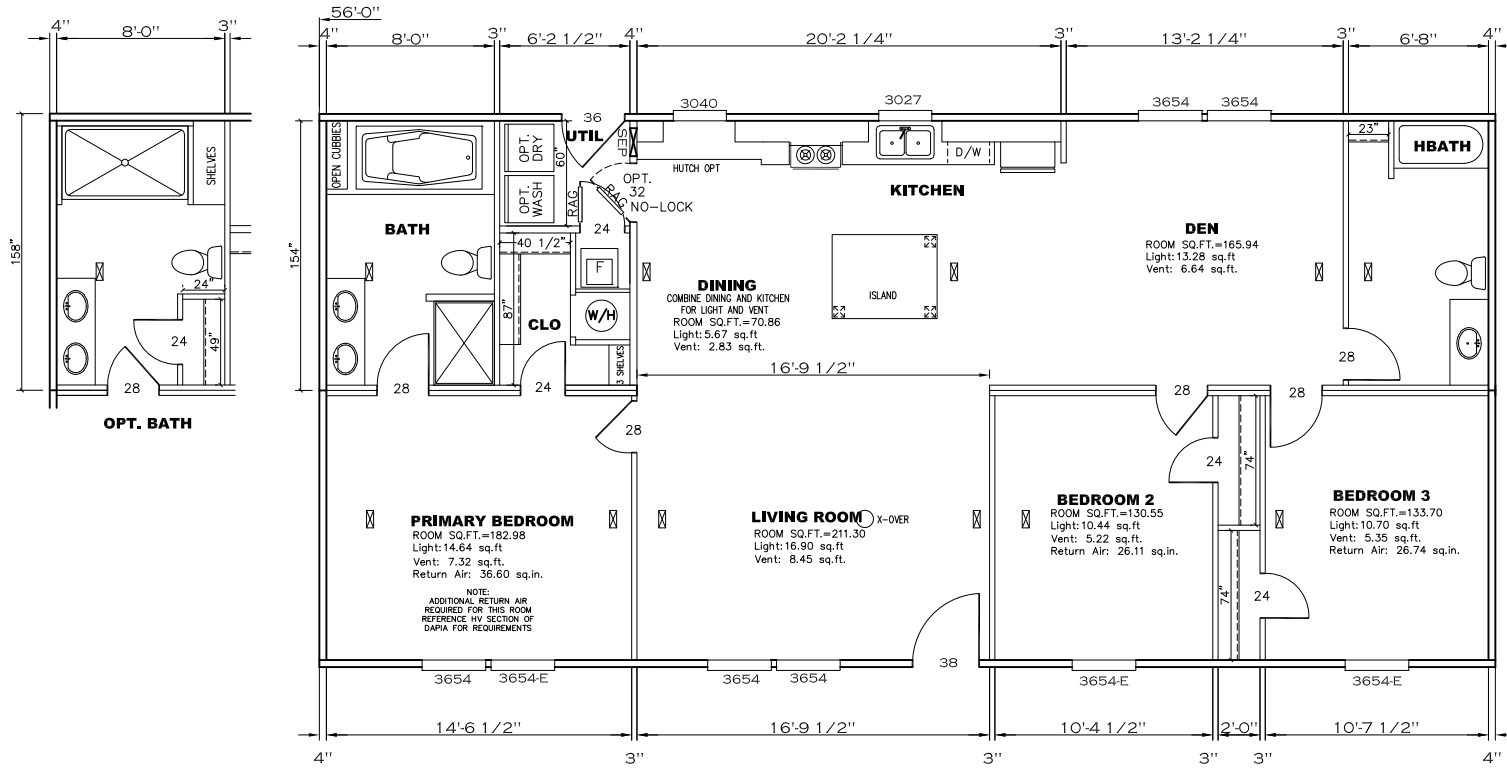 56'-0"
4" 8'-0" 3"
4" 8'-0" 3" 6'-2 1/2" 4" 20'-2 1/4" 3" 13'-2 1/4" 3" 6'-8" 4"
3040 3027 3654 3654
36
UTIL
SEP
OPEN CUBBIES
OPT.
DRY
60"
OPT.
WASH
RAG
RAG
OPT.
32
NO-LOCK
HUTCH OPT
D/W
23"
HBATH
SHELVES
158"
24"
24
49"
28
OPT. BATH
154"
BATH
40 1/2"
24
F
W/H
87"
CLO
3 SHELVES
28
24
KITCHEN
DINING
COMBINE DINING AND KITCHEN
FOR LIGHT AND VENT
ROOM SQ.FT.=70.86
Light: 5.67 sq.ft
Vent: 2.83 sq.ft.
ISLAND
16'-9 1/2"
DEN
ROOM SQ.FT.=165.94
Light: 13.28 sq.ft
Vent: 6.64 sq.ft.
28
28
28
28
PRIMARY BEDROOM
ROOM SQ.FT.=182.98
Light: 14.64 sq.ft
Vent: 7.32 sq.ft.
Return Air: 36.60 sq.in.
NOTE:
ADDITIONAL RETURN AIR
REQUIRED FOR THIS ROOM
REFERENCE HV SECTION OF
DAPIA FOR REQUIREMENTS
LIVING ROOM
X-OVER
ROOM SQ.FT.=211.30
Light: 16.90 sq.ft
Vent: 8.45 sq.ft.
BEDROOM 2
ROOM SQ.FT.=130.55
Light: 10.44 sq.ft
Vent: 5.22 sq.ft.
Return Air: 26.11 sq.in.
24
74"
74"
24
BEDROOM 3
ROOM SQ.FT.=133.70
Light: 10.70 sq.ft
Vent: 5.35 sq.ft.
Return Air: 26.74 sq.in.
38
3654 3654-E 3654 3654 3654-E 3654-E
14'-6 1/2" 16'-9 1/2" 10'-4 1/2" 2'-0" 10'-7 1/2"
4" 3" 3" 3" 3" 4"